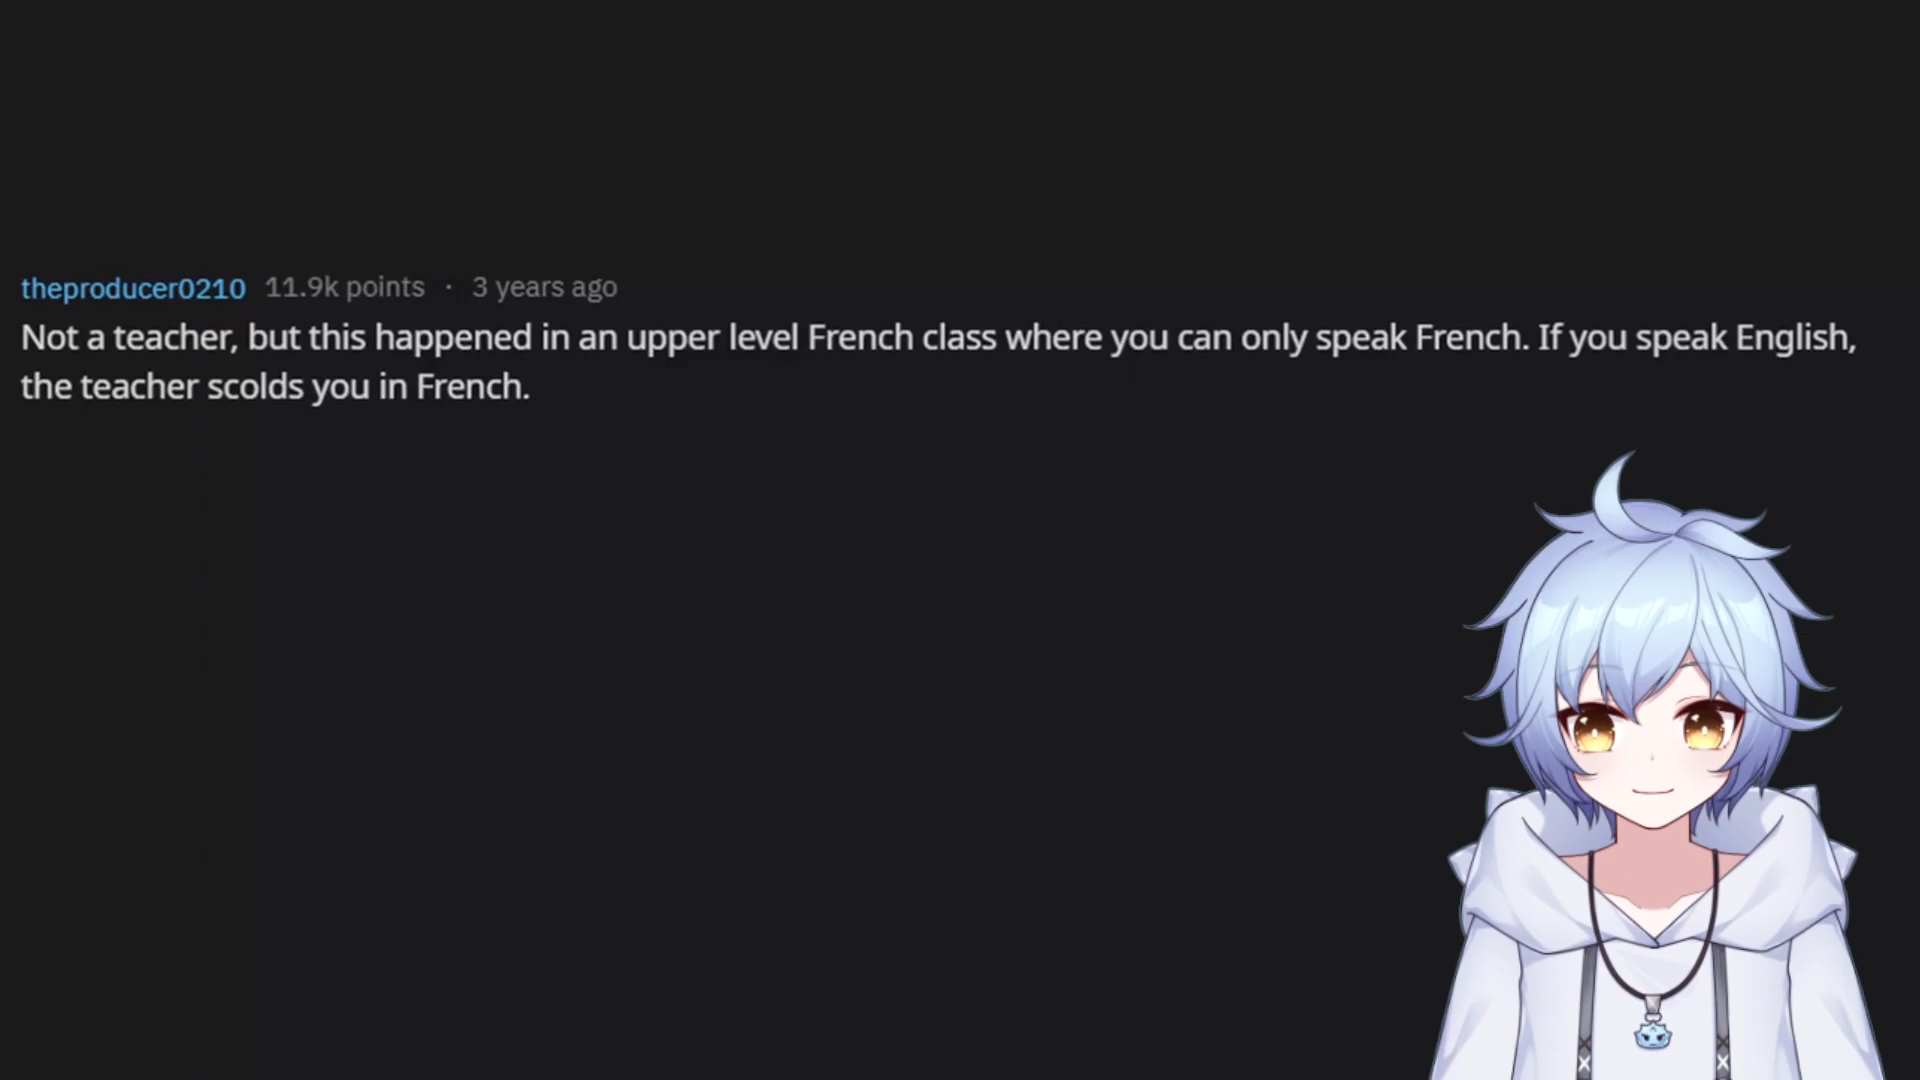 theproducer0210 11.9k points · 3 years ago
Not a teacher, but this happened in an upper level French class where you can only speak French. If you speak English,
the teacher scolds you in French.